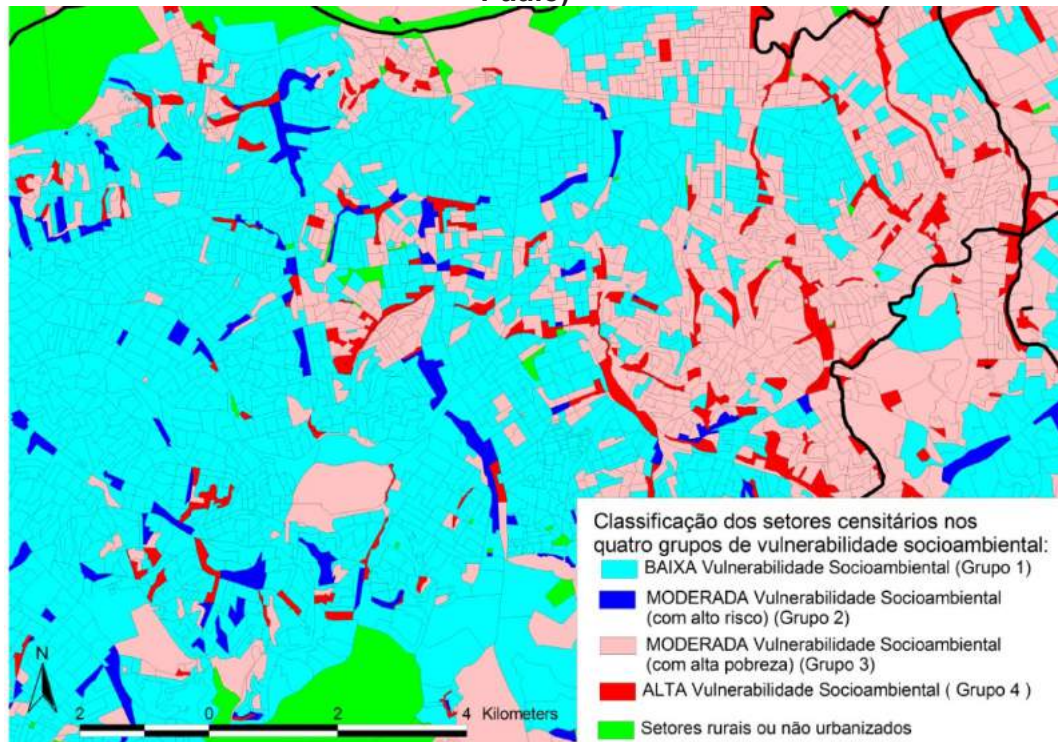 Paulo)
Classificação dos setores censitários nos
quatro grupos de vulnerabilidade socioambiental:
BAIXA Vulnerabilidade Socioambiental (Grupo 1)
MODERADA Vulnerabilidade Socioambiental
(com alto risco) (Grupo 2)
MODERADA Vulnerabilidade Socioambiental
(com alta pobreza) (Grupo 3)
ALTA Vulnerabilidade Socioambiental ( Grupo 4 )
Setores rurais ou não urbanizados
N
2 0 2 4 Kilometers